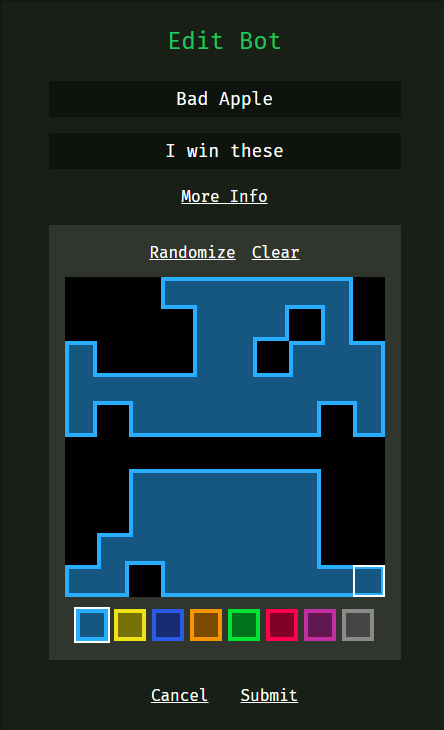 Edit Bot
Bad Apple
I win these
More Info
Randomize Clear
Cancel Submit